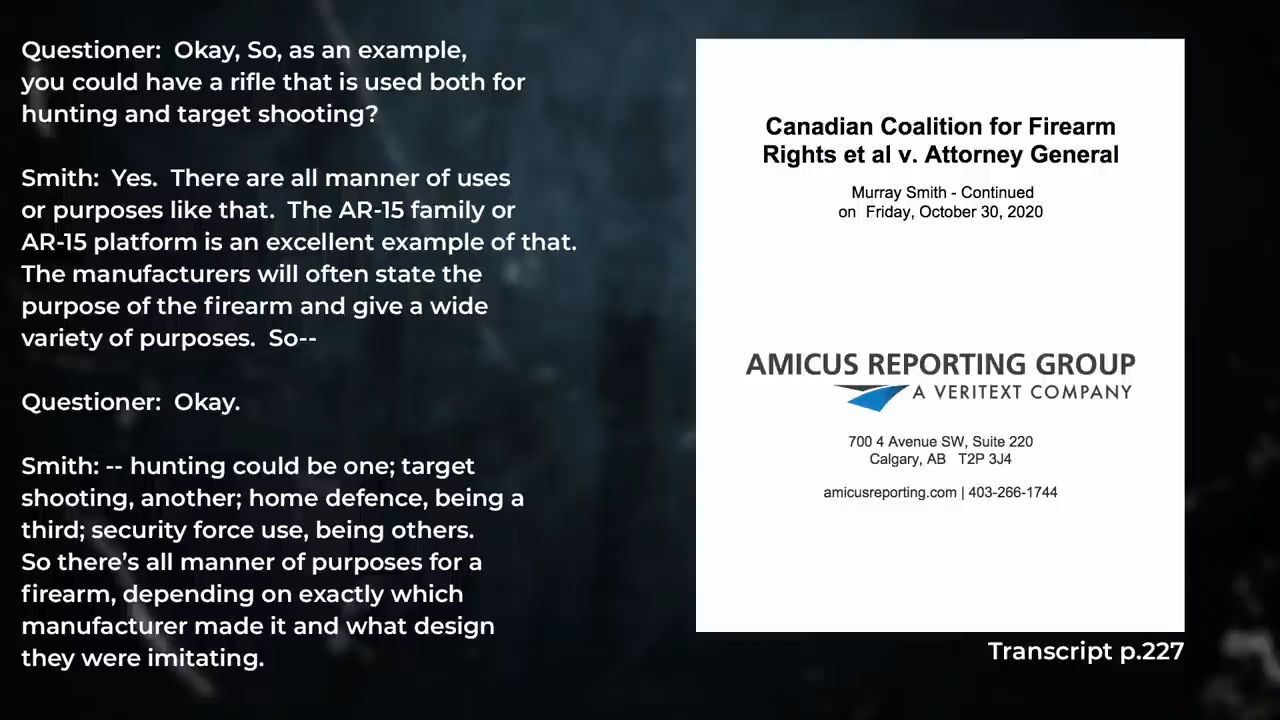 Questioner:  Okay, So, as an example,
you could have a rifle that is used both for
hunting and target shooting?
Smith:  Yes.  There are all manner of uses
or purposes like that.  The AR-15 family or
AR-15 platform is an excellent example of that.
The manufacturers will often state the
purpose of the firearm and give a wide
variety of purposes.  So--
Questioner:  Okay.
Smith: -- hunting could be one; target
shooting, another; home defence, being a
third; security force use, being others.
So there’s all manner of purposes for a
firearm, depending on exactly which
manufacturer made it and what design
they were imitating.
Canadian Coalition for Firearm
Rights et al v. Attorney General
Murray Smith - Continued
on  Friday, October 30, 2020
AMICUS REPORTING GROUP
A VERITEXT COMPANY
700 4 Avenue SW, Suite 220
Calgary, AB   T2P 3J4
amicusreporting.com | 403-266-1744
Transcript p.227